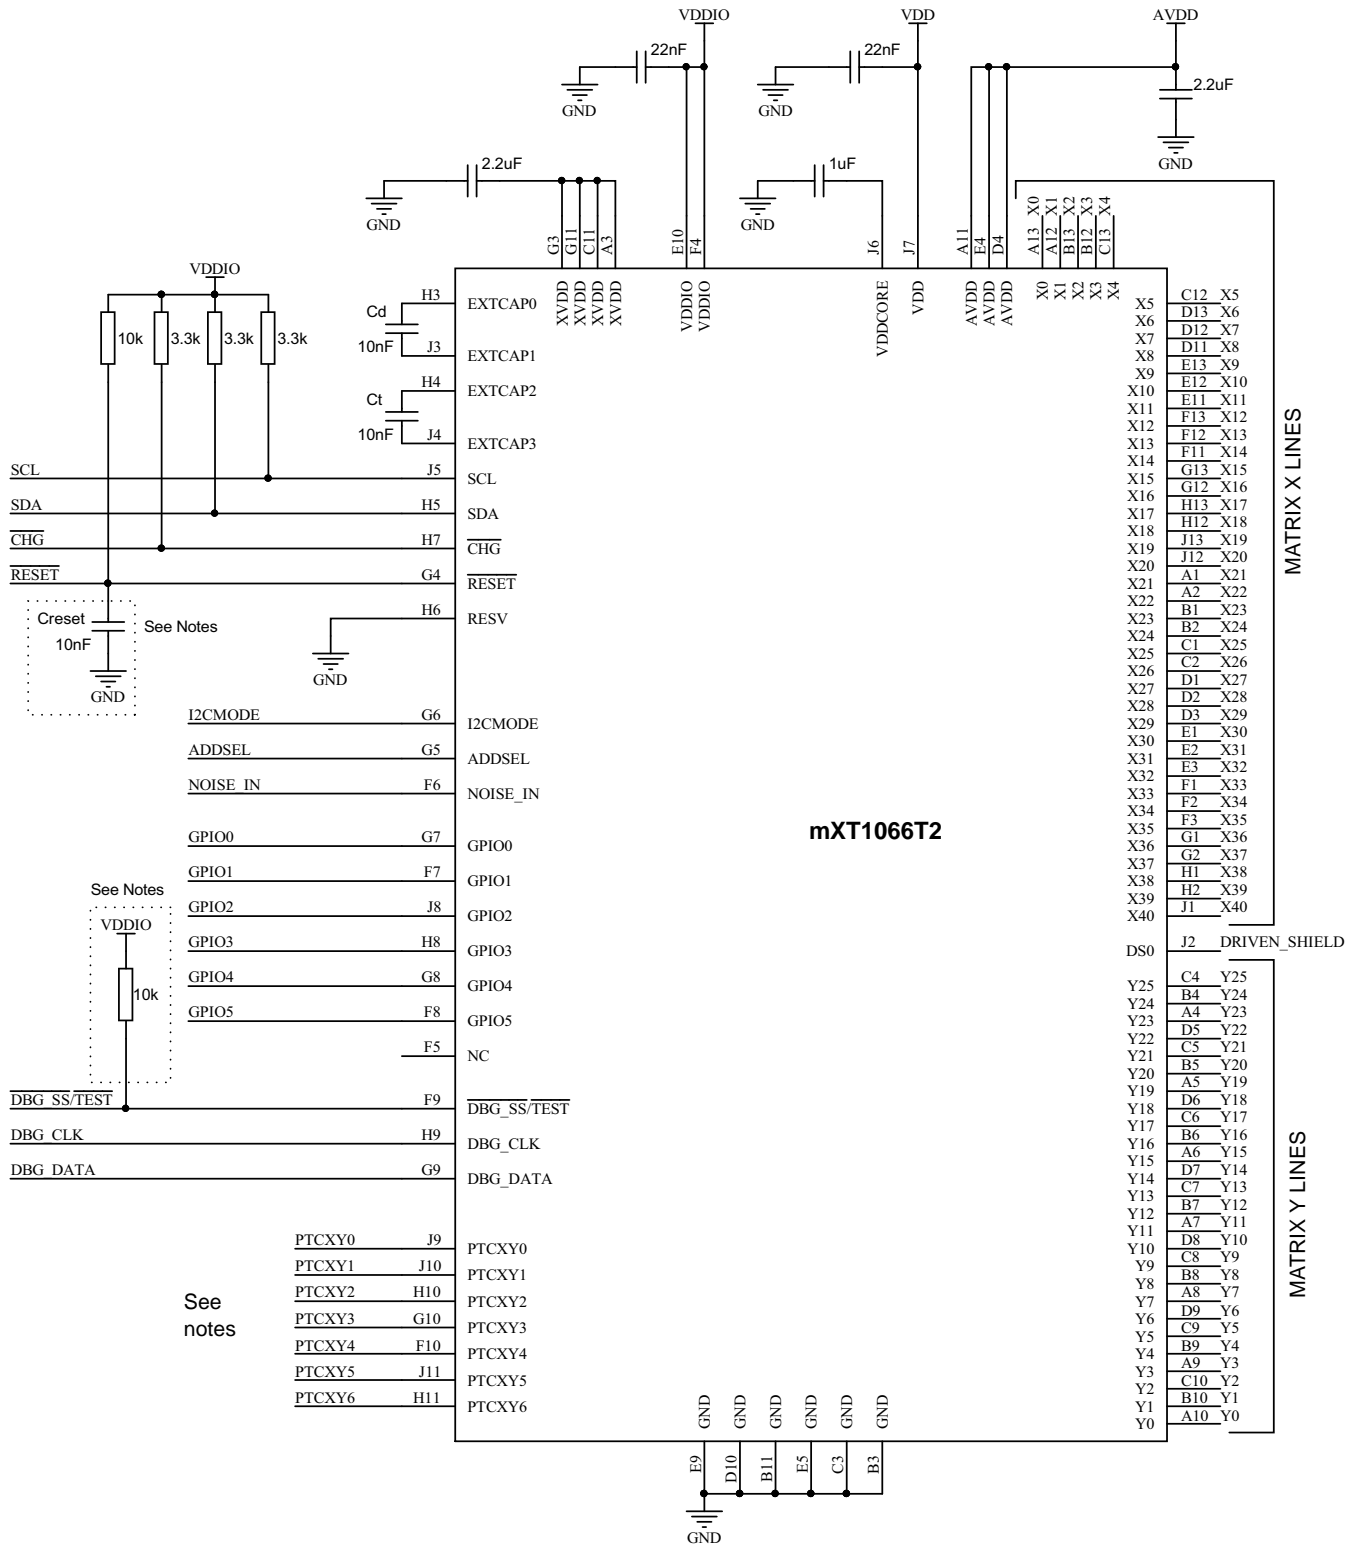 VDDIO
VDD
AVDD
22nF
22nF
GND
GND
2.2uF
GND
2.2uF
1uF
GND
GND
G3
G11
C11
A3
E10
F4
J6
J7
A11
E4
D4
A13 X0
A12 X1
B13 X2
B12 X3
C13 X4
XVDD
XVDD
XVDD
XVDD
VDDIO
VDDIO
VDDCORE
VDD
AVDD
AVDD
AVDD
X0
X1
X2
X3
X4
VDDIO
10k
3.3k
3.3k
3.3k
Cd
10nF
H3 EXTCAP0
J3 EXTCAP1
Ct
10nF
H4 EXTCAP2
J4 EXTCAP3
SCL J5 SCL
SDA H5 SDA
CHG H7 CHG
RESET G4 RESET
Creset
10nF
See Notes
GND
H6 RESV
GND
I2CMODE G6 I2CMODE
ADDSEL G5 ADDSEL
NOISE_IN F6 NOISE_IN
GPIO0 G7 GPIO0
GPIO1 F7 GPIO1
GPIO2 J8 GPIO2
GPIO3 H8 GPIO3
GPIO4 G8 GPIO4
GPIO5 F8 GPIO5
F5 NC
See Notes
VDDIO
10k
DBG_SS/TEST F9 DBG_SS/TEST
DBG_CLK H9 DBG_CLK
DBG_DATA G9 DBG_DATA
See
notes
PTCXY0 J9 PTCXY0
PTCXY1 J10 PTCXY1
PTCXY2 H10 PTCXY2
PTCXY3 G10 PTCXY3
PTCXY4 F10 PTCXY4
PTCXY5 J11 PTCXY5
PTCXY6 H11 PTCXY6
mXT1066T2
X5 C12 X5
X6 D13 X6
X7 D12 X7
X8 D11 X8
X9 E13 X9
X10 E12 X10
X11 E11 X11
X12 F13 X12
X13 F12 X13
X14 F11 X14
X15 G13 X15
X16 G12 X16
X17 H13 X17
X18 H12 X18
X19 J13 X19
X20 J12 X20
X21 A1 X21
X22 A2 X22
X23 B1 X23
X24 B2 X24
X25 C1 X25
X26 C2 X26
X27 D1 X27
X28 D2 X28
X29 D3 X29
X30 E1 X30
X31 E2 X31
X32 E3 X32
X33 F1 X33
X34 F2 X34
X35 F3 X35
X36 G1 X36
X37 G2 X37
X38 H1 X38
X39 H2 X39
X40 J1 X40
MATRIX X LINES
DS0 J2 DRIVEN_SHIELD
Y25 C4 Y25
Y24 B4 Y24
Y23 A4 Y23
Y22 D5 Y22
Y21 C5 Y21
Y20 B5 Y20
Y19 A5 Y19
Y18 D6 Y18
Y17 C6 Y17
Y16 B6 Y16
Y15 A6 Y15
Y14 D7 Y14
Y13 C7 Y13
Y12 B7 Y12
Y11 A7 Y11
Y10 D8 Y10
Y9 C8 Y9
Y8 B8 Y8
Y7 A8 Y7
Y6 D9 Y6
Y5 C9 Y5
Y4 B9 Y4
Y3 A9 Y3
Y2 C10 Y2
Y1 B10 Y1
Y0 A10 Y0
MATRIX Y LINES
GND
GND
GND
GND
GND
GND
E9
D10
B11
E5
C3
B3
GND